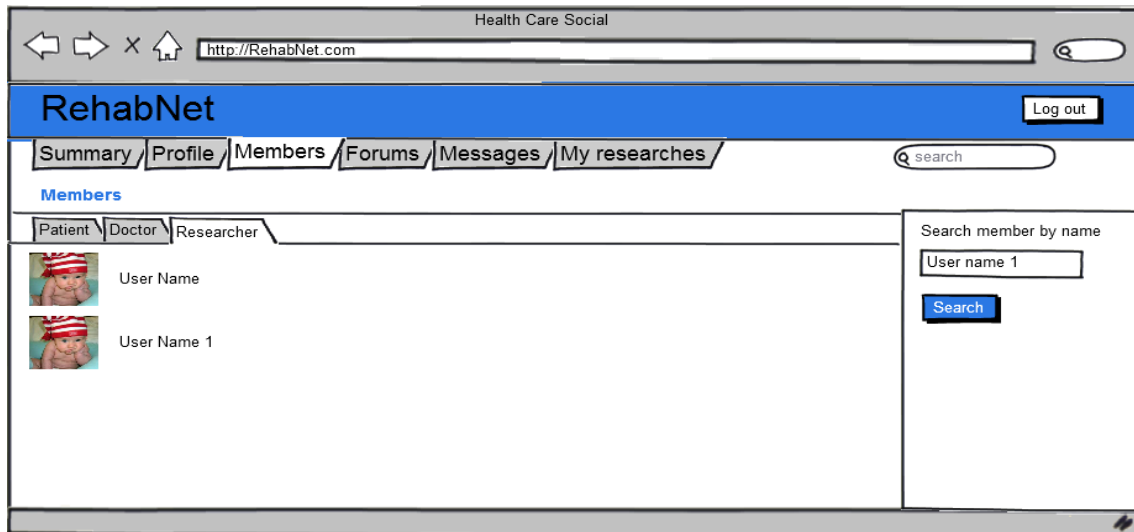 Health Care Social
http://RehabNet.com
RehabNet
Log out
Summary Profile Members Forums Messages My researches
search
Members
Patient Doctor Researcher
User Name
User Name 1
Search member by name
User name 1
Search